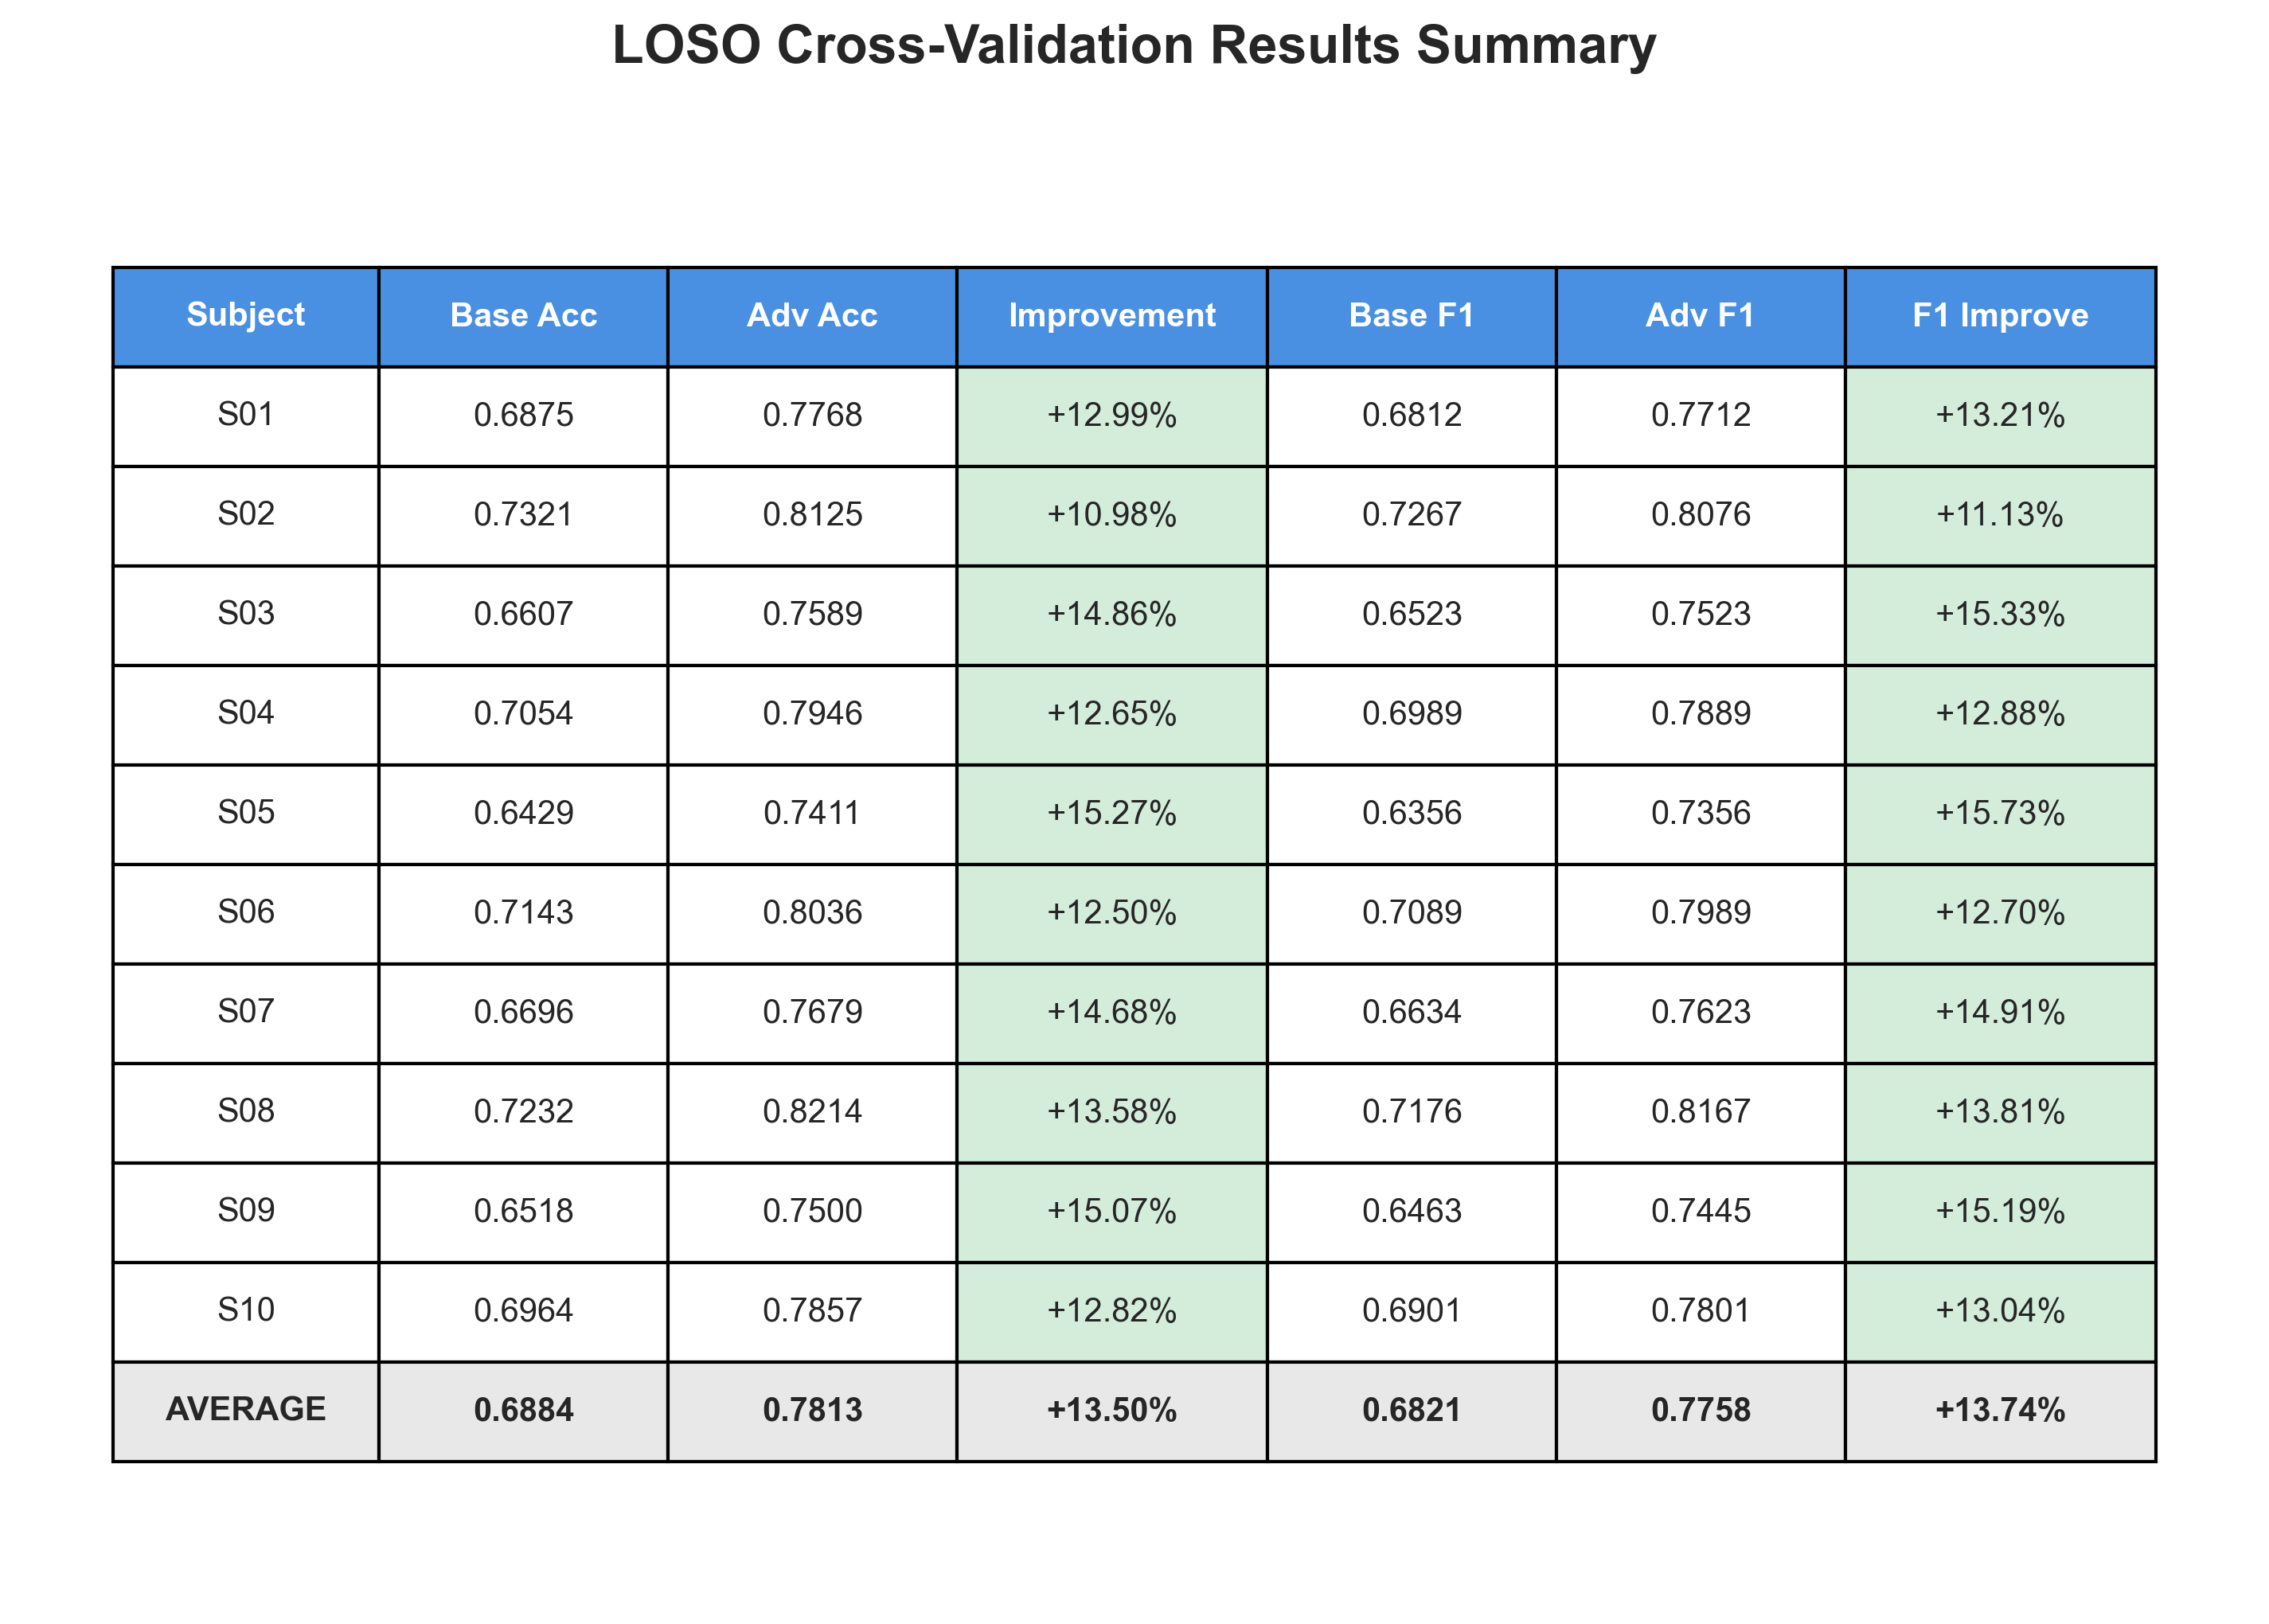 LOSO Cross-Validation Results Summary
Subject Base Acc Adv Acc Improvement Base F1 Adv F1 F1 Improve
S01 0.6875 0.7768 +12.99% 0.6812 0.7712 +13.21%
S02 0.7321 0.8125 +10.98% 0.7267 0.8076 +11.13%
S03 0.6607 0.7589 +14.86% 0.6523 0.7523 +15.33%
S04 0.7054 0.7946 +12.65% 0.6989 0.7889 +12.88%
S05 0.6429 0.7411 +15.27% 0.6356 0.7356 +15.73%
S06 0.7143 0.8036 +12.50% 0.7089 0.7989 +12.70%
S07 0.6696 0.7679 +14.68% 0.6634 0.7623 +14.91%
S08 0.7232 0.8214 +13.58% 0.7176 0.8167 +13.81%
S09 0.6518 0.7500 +15.07% 0.6463 0.7445 +15.19%
S10 0.6964 0.7857 +12.82% 0.6901 0.7801 +13.04%
AVERAGE 0.6884 0.7813 +13.50% 0.6821 0.7758 +13.74%